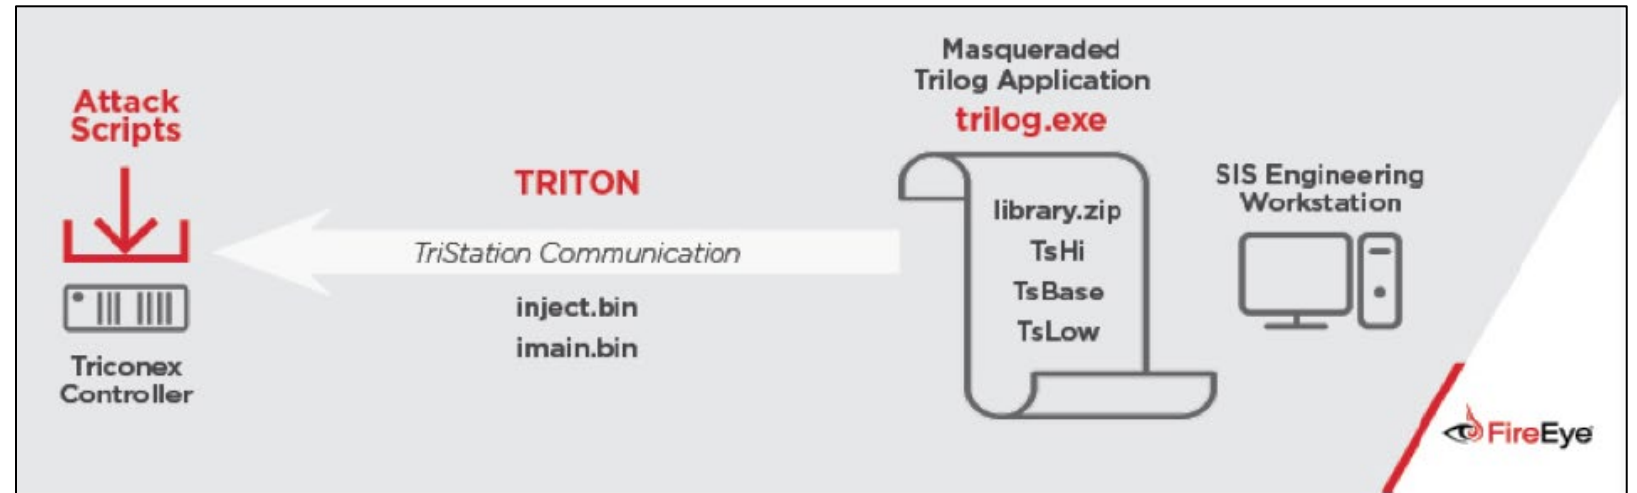 Attack
Scripts
Triconex
Controller
TRITON
TriStation Communication
inject.bin
imain.bin
Masqueraded
Trilog Application
trilog.exe
library.zip
TsHi
TsBase
TsLow
SIS Engineering
Workstation
FireEye